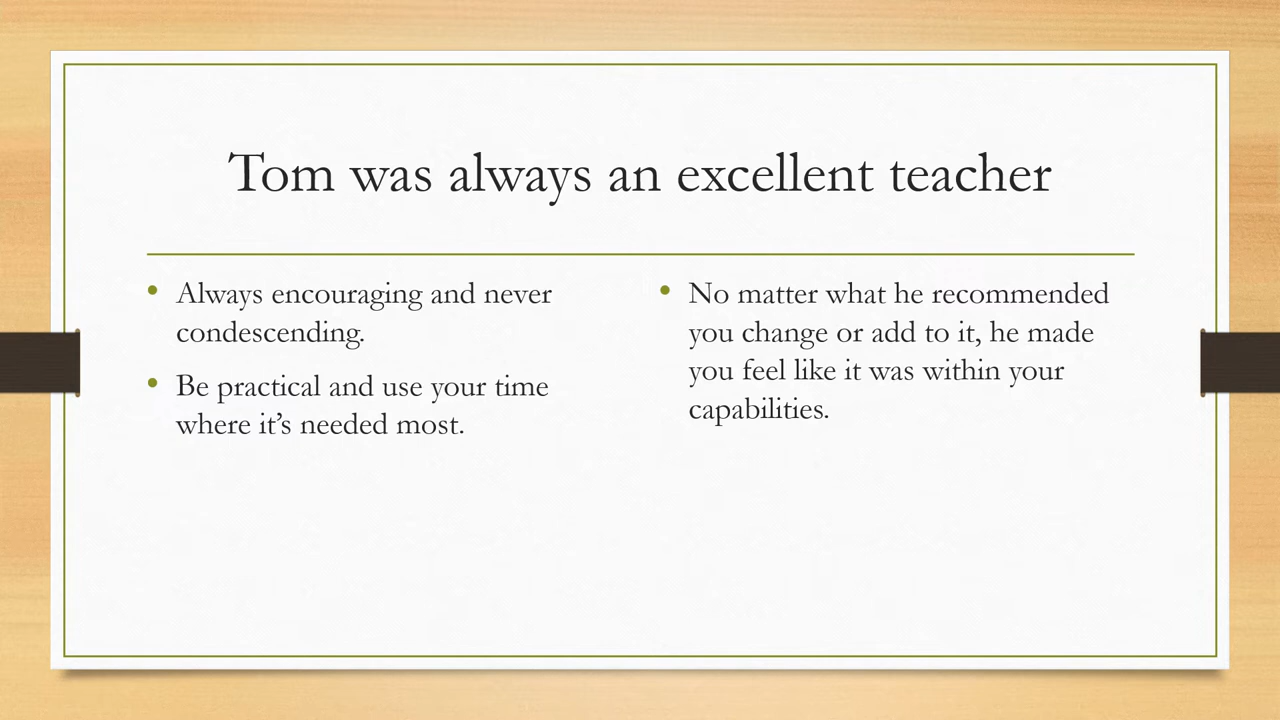 Tom was always an excellent teacher
• Always encouraging and never
condescending.
• Be practical and use your time
where it’s needed most.
• No matter what he recommended
you change or add to it, he made
you feel like it was within your
capabilities.